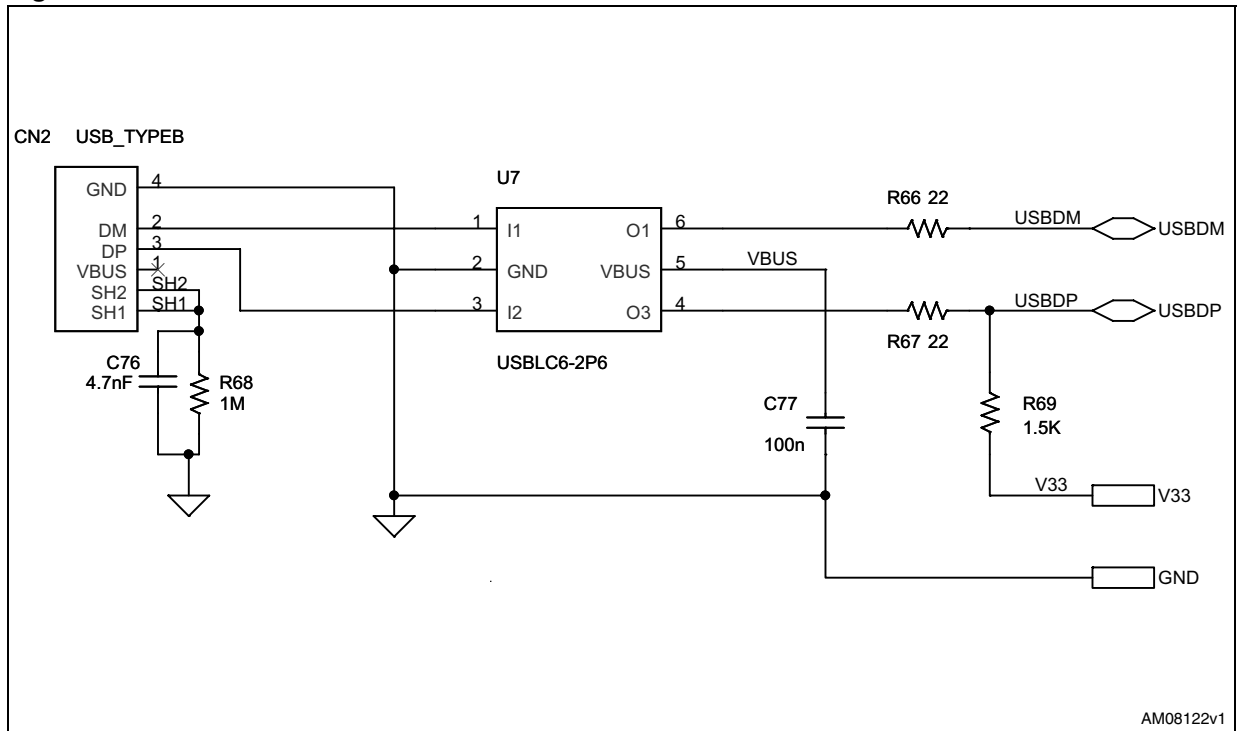 CN2 USB_TYPEB
GND 4
DM 2
DP 3
VBUS 1
SH2 SH2
SH1 SH1
C76
4.7nF
R68
1M
U7
1 I1 O1 6
2 GND VBUS 5 VBUS
3 I2 O3 4
USBLC6-2P6
R66 22
USBDM USBDM
USBDP USBDP
R67 22
C77
100n
R69
1.5K
V33 V33
GND
AM08122v1